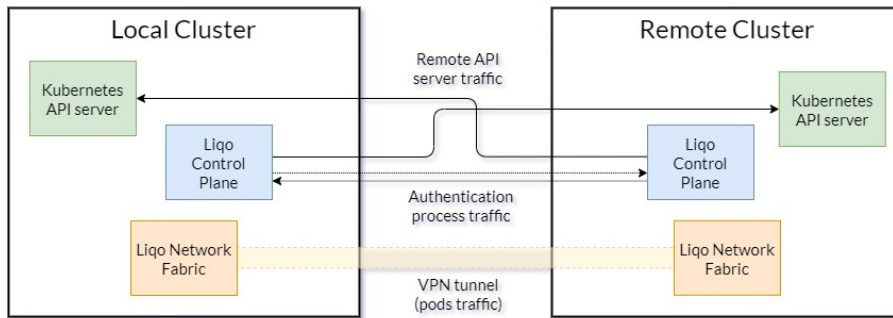 Local Cluster
Remote Cluster
Remote API
server traffic
Kubernetes
API server
Kubernetes
API server
Liqo
Control
Plane
Liqo
Control
Plane
Authentication
process traffic
Liqo Network
Fabric
Liqo Network
Fabric
VPN tunnel
(pods traffic)